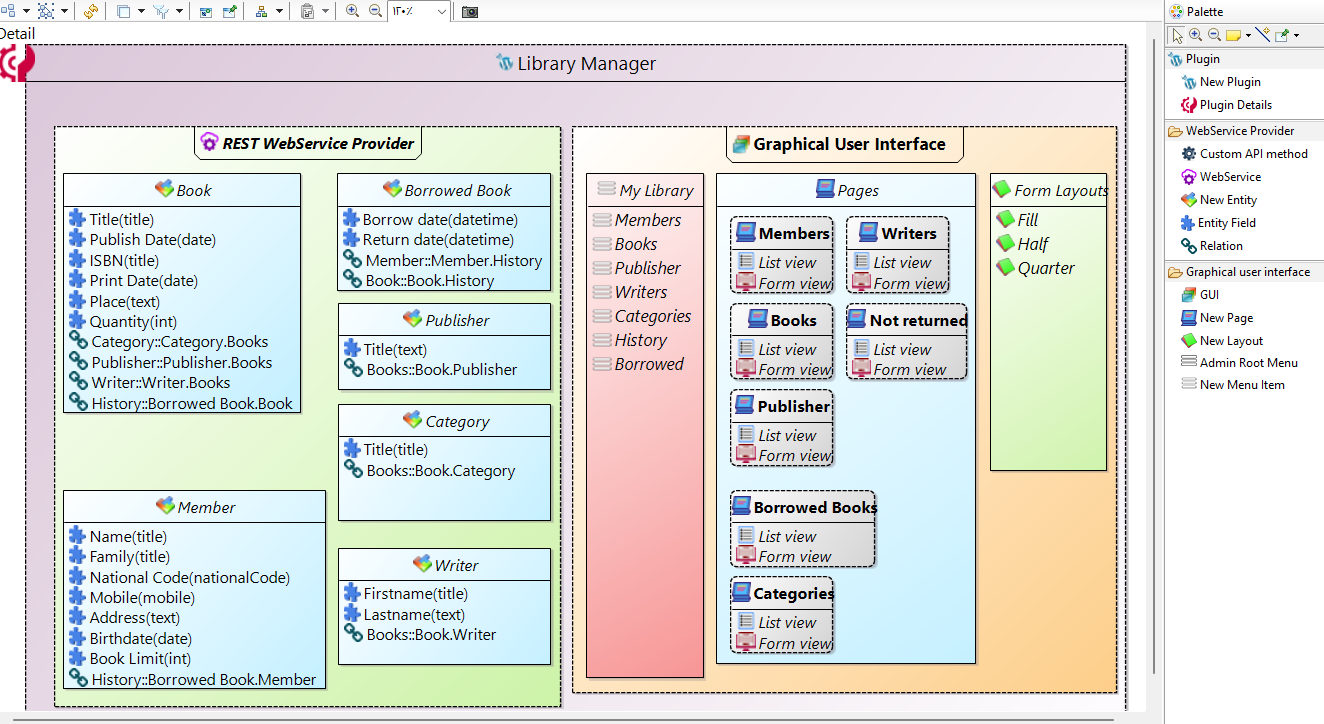 ۱۴۰٪
Detail
Library Manager
REST WebService Provider
Book
Title(title)
Publish Date(date)
ISBN(title)
Print Date(date)
Place(text)
Quantity(int)
Category::Category.Books
Publisher::Publisher.Books
Writer::Writer.Books
History::Borrowed Book.Book
Borrowed Book
Borrow date(datetime)
Return date(datetime)
Member::Member.History
Book::Book.History
Publisher
Title(text)
Books::Book.Publisher
Category
Title(title)
Books::Book.Category
Member
Name(title)
Family(title)
National Code(nationalCode)
Mobile(mobile)
Address(text)
Birthdate(date)
Book Limit(int)
History::Borrowed Book.Member
Writer
Firstname(title)
Lastname(text)
Books::Book.Writer
Graphical User Interface
My Library
Members
Books
Publisher
Writers
Categories
History
Borrowed
Pages
Members
List view
Form view
Writers
List view
Form view
Books
List view
Form view
Not returned
List view
Form view
Publisher
List view
Form view
Borrowed Books
List view
Form view
Categories
List view
Form view
Form Layouts
Fill
Half
Quarter
Palette
Plugin
New Plugin
Plugin Details
WebService Provider
Custom API method
WebService
New Entity
Entity Field
Relation
Graphical user interface
GUI
New Page
New Layout
Admin Root Menu
New Menu Item